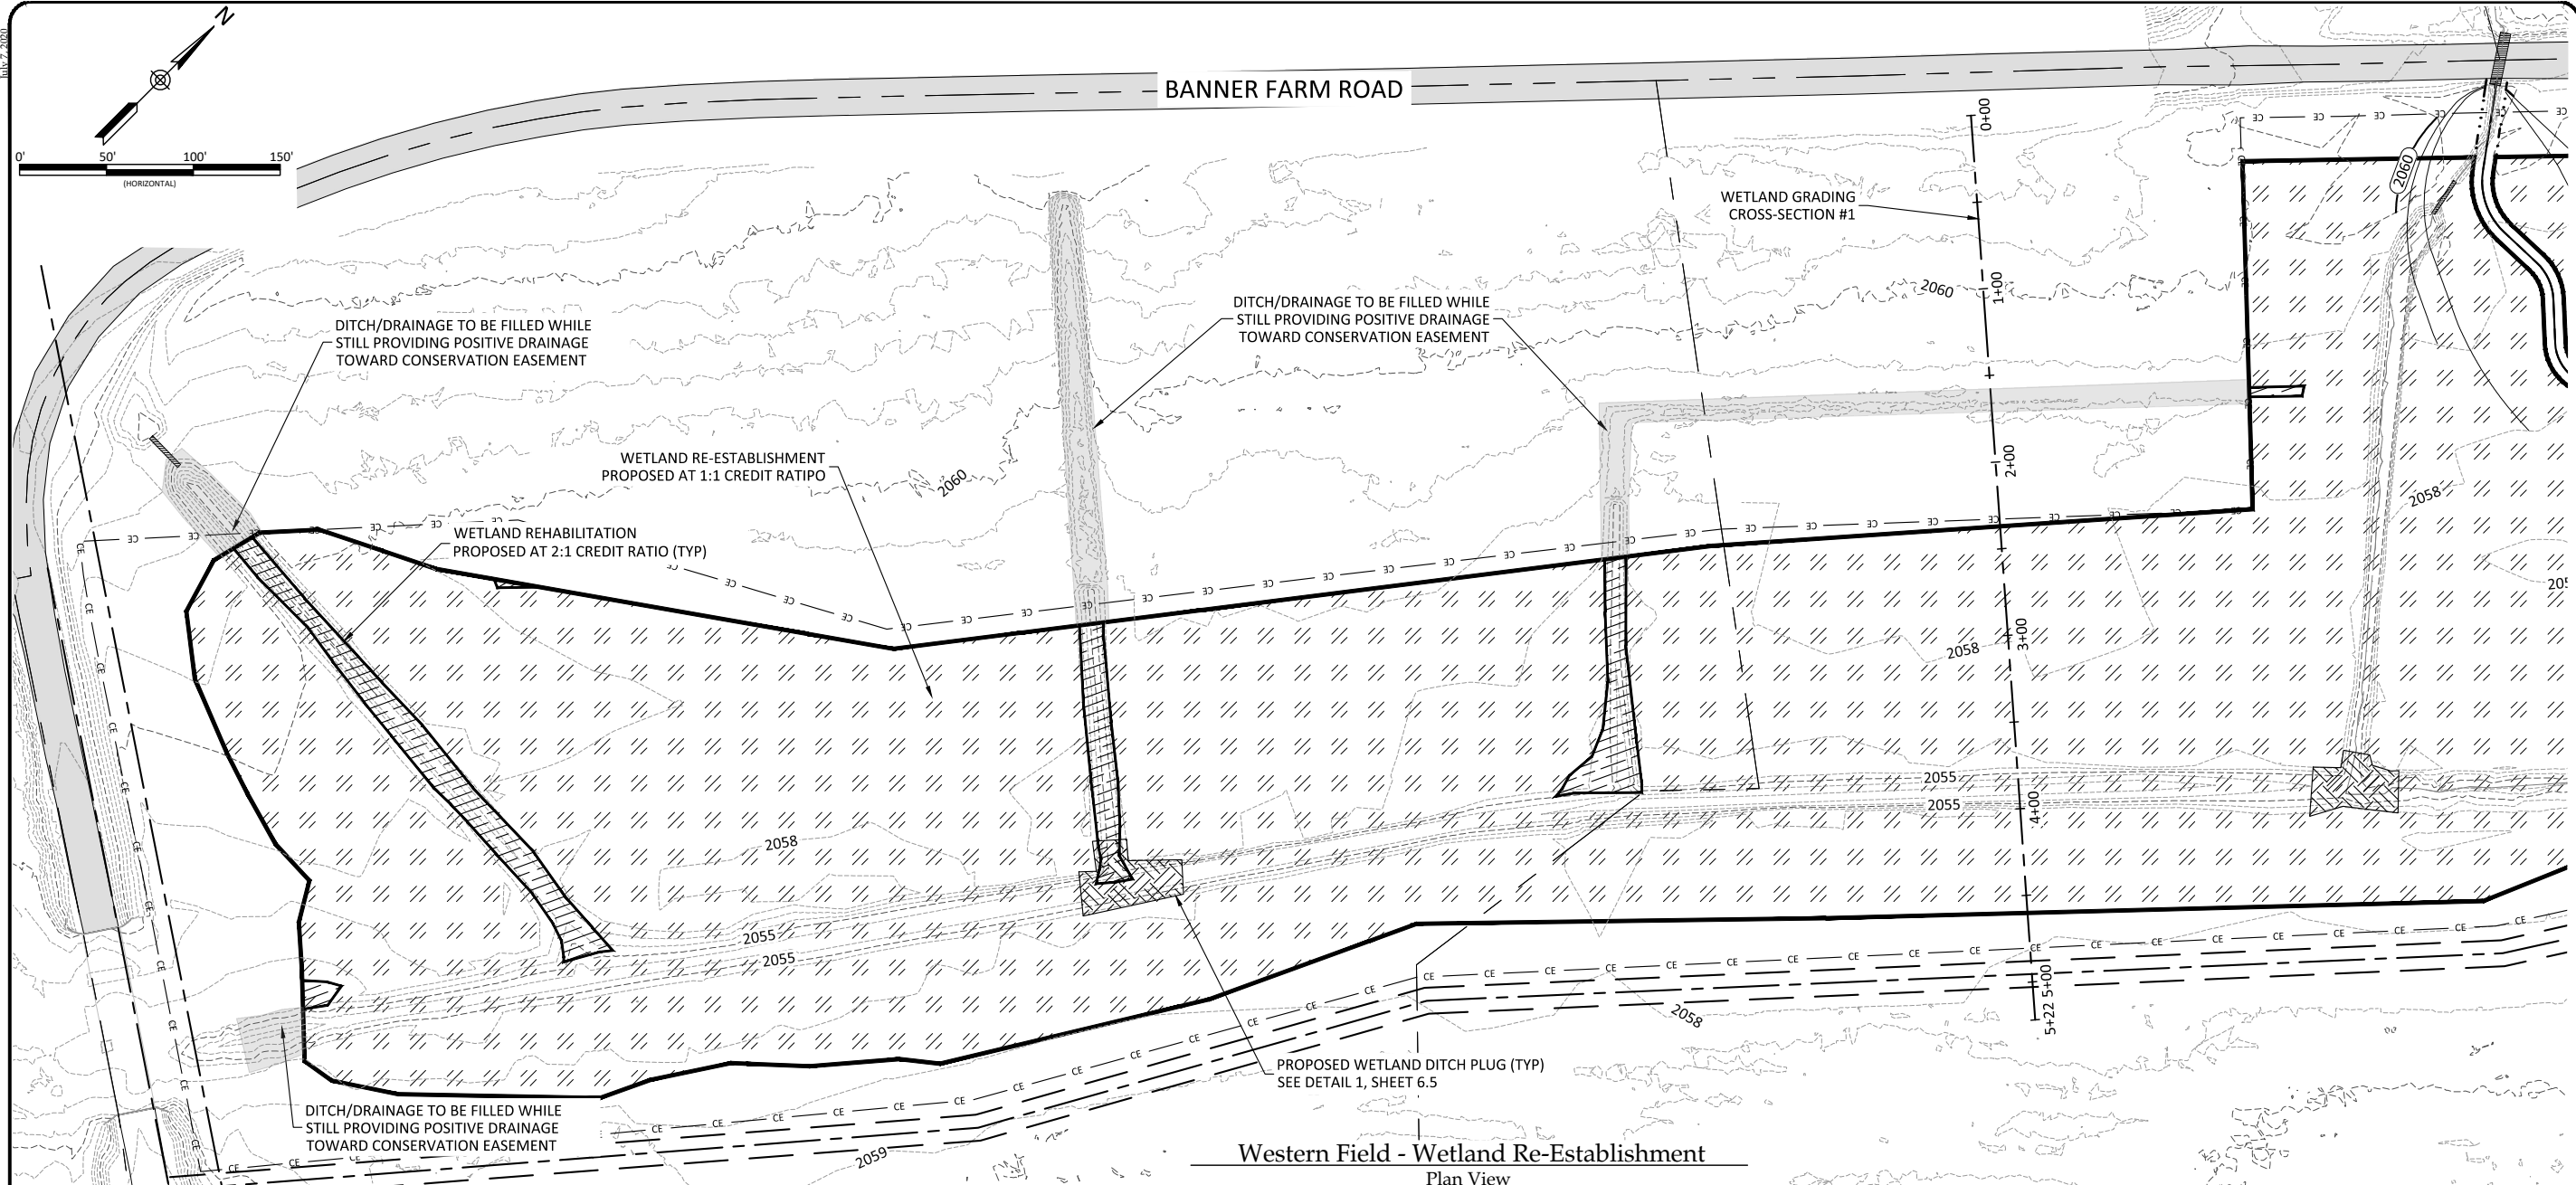 July 7, 2020
N
0' 50' 100' 150'
(HORIZONTAL)
BANNER FARM ROAD
0+00
WETLAND GRADING
CROSS-SECTION #1
2060
2060
1+00
DITCH/DRAINAGE TO BE FILLED WHILE
STILL PROVIDING POSITIVE DRAINAGE
TOWARD CONSERVATION EASEMENT
DITCH/DRAINAGE TO BE FILLED WHILE
STILL PROVIDING POSITIVE DRAINAGE
TOWARD CONSERVATION EASEMENT
WETLAND RE-ESTABLISHMENT
PROPOSED AT 1:1 CREDIT RATIPO
2060
2+00
2058
WETLAND REHABILITATION
PROPOSED AT 2:1 CREDIT RATIO (TYP)
CE
205
3+00
2058
2055
2055
4+00
2058
2055
2055
5+00
5+22
2058
PROPOSED WETLAND DITCH PLUG (TYP)
SEE DETAIL 1, SHEET 6.5
DITCH/DRAINAGE TO BE FILLED WHILE
STILL PROVIDING POSITIVE DRAINAGE
TOWARD CONSERVATION EASEMENT
2059
Western Field - Wetland Re-Establishment
Plan View